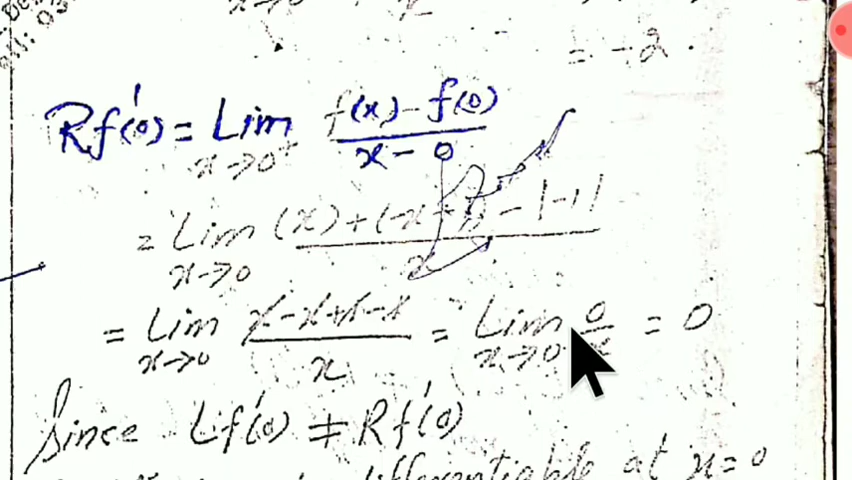 = -2.
Rf'(0) = Lim f(x) - f(0)
x→0+ x - 0
= Lim (x) + (-x+1) - |-1|
x→0 x
= Lim x - x + 1 - 1 = Lim 0 = 0
x→0 x x→0 x
Since Lf'(0) ≠ Rf'(0)
differentiable at x=0